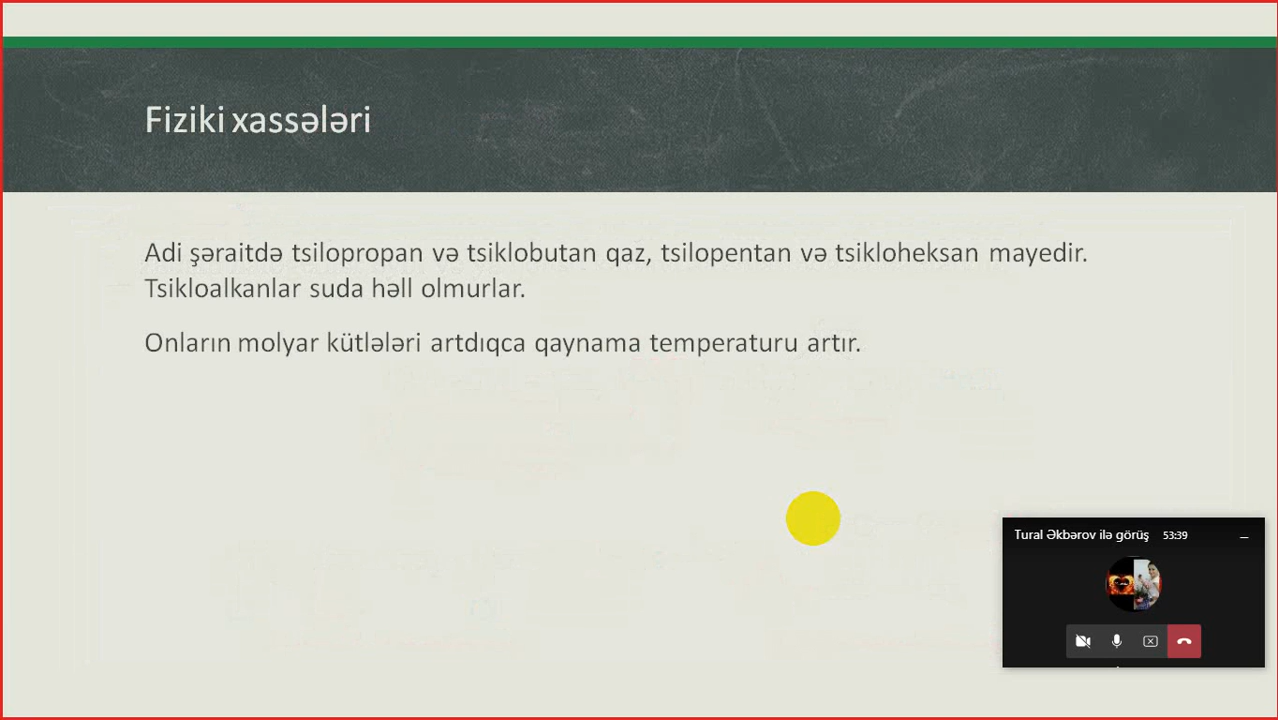 Fiziki xassələri
Adi şəraitdə tsilopropan və tsiklobutan qaz, tsilopentan və tsikloheksan mayedir.
Tsikloalkanlar suda həll olmurlar.
Onların molyar kütlələri artdıqca qaynama temperaturu artır.
Tural Əkbərov ilə görüş 53:39